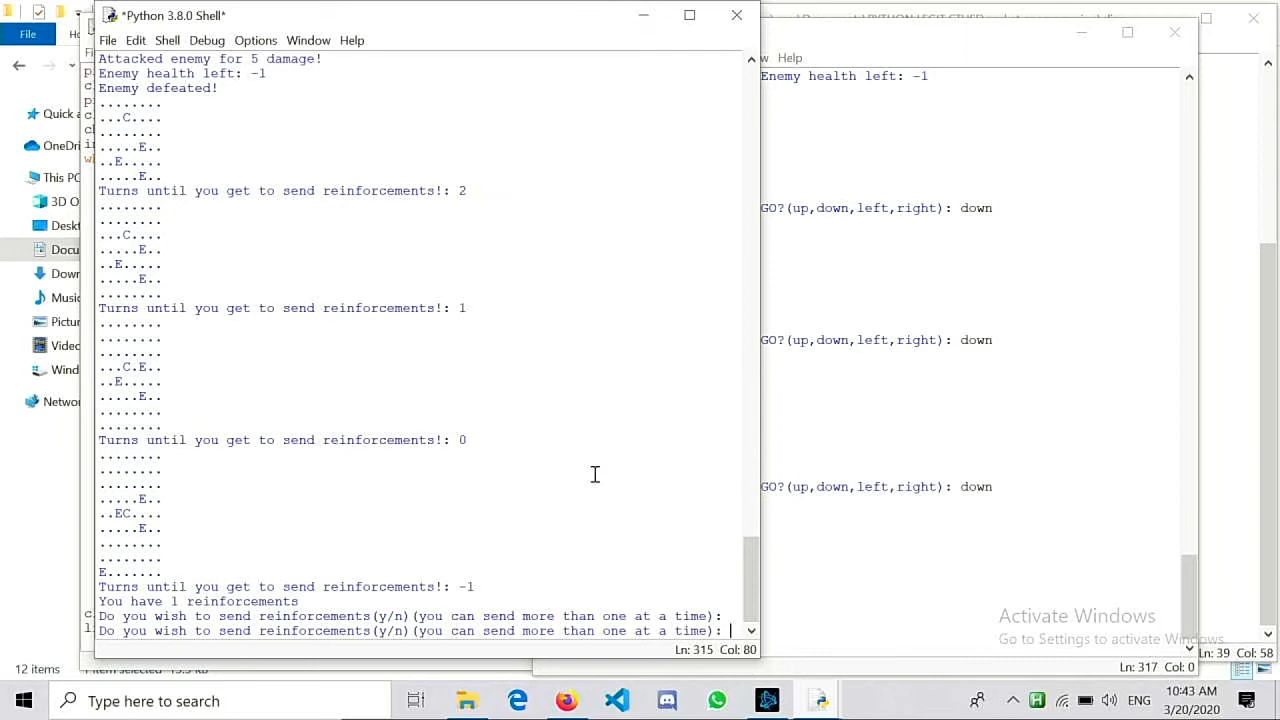 *Python 3.8.0 Shell*
File Edit Shell Debug Options Window Help
Attacked enemy for 5 damage!
Enemy health left: -1
Enemy defeated!
........
...C....
........
.....E..
..E.....
.....E..
Turns until you get to send reinforcements!: 2
........
........
...C....
.....E..
..E.....
.....E..
........
Turns until you get to send reinforcements!: 1
........
........
........
...C.E..
..E.....
.....E..
........
........
Turns until you get to send reinforcements!: 0
........
........
........
.....E..
..EC....
.....E..
........
........
E.......
Turns until you get to send reinforcements!: -1
You have 1 reinforcements
Do you wish to send reinforcements(y/n)(you can send more than one at a time):
Do you wish to send reinforcements(y/n)(you can send more than one at a time):
Ln: 315 Col: 80
File
Quick a
OneDri
This PC
3D O
Deskt
Docu
Down
Music
Pictur
Video
Wind
Networ
12 items
w Help
Enemy health left: -1
GO?(up,down,left,right): down
GO?(up,down,left,right): down
GO?(up,down,left,right): down
Activate Windows
Go to Settings to activate Windows.
Ln: 39 Col: 58
Ln: 317 Col: 0
Type here to search
ENG
10:43 AM
3/20/2020